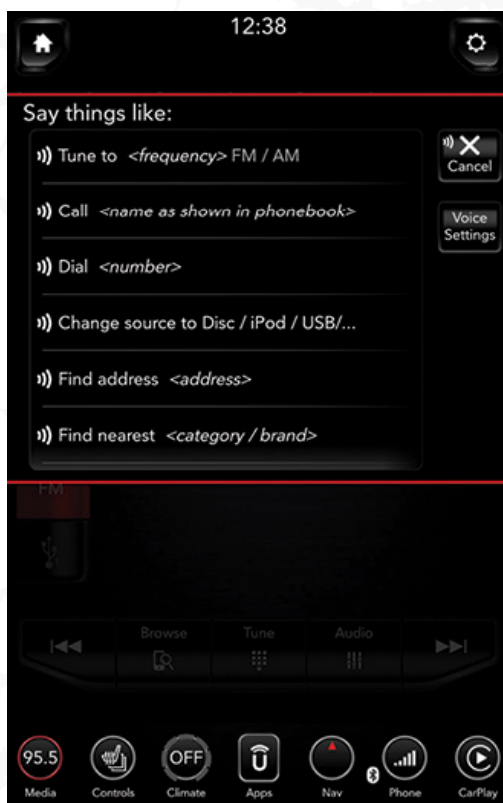 12:38
Say things like:
Tune to <frequency> FM / AM
Call <name as shown in phonebook>
Cancel
Dial <number>
Voice
Settings
Change source to Disc / iPod / USB/...
Find address <address>
Find nearest <category / brand>
FM
Browse Tune Audio
95.5 OFF
Media Controls Climate Apps Nav Phone CarPlay